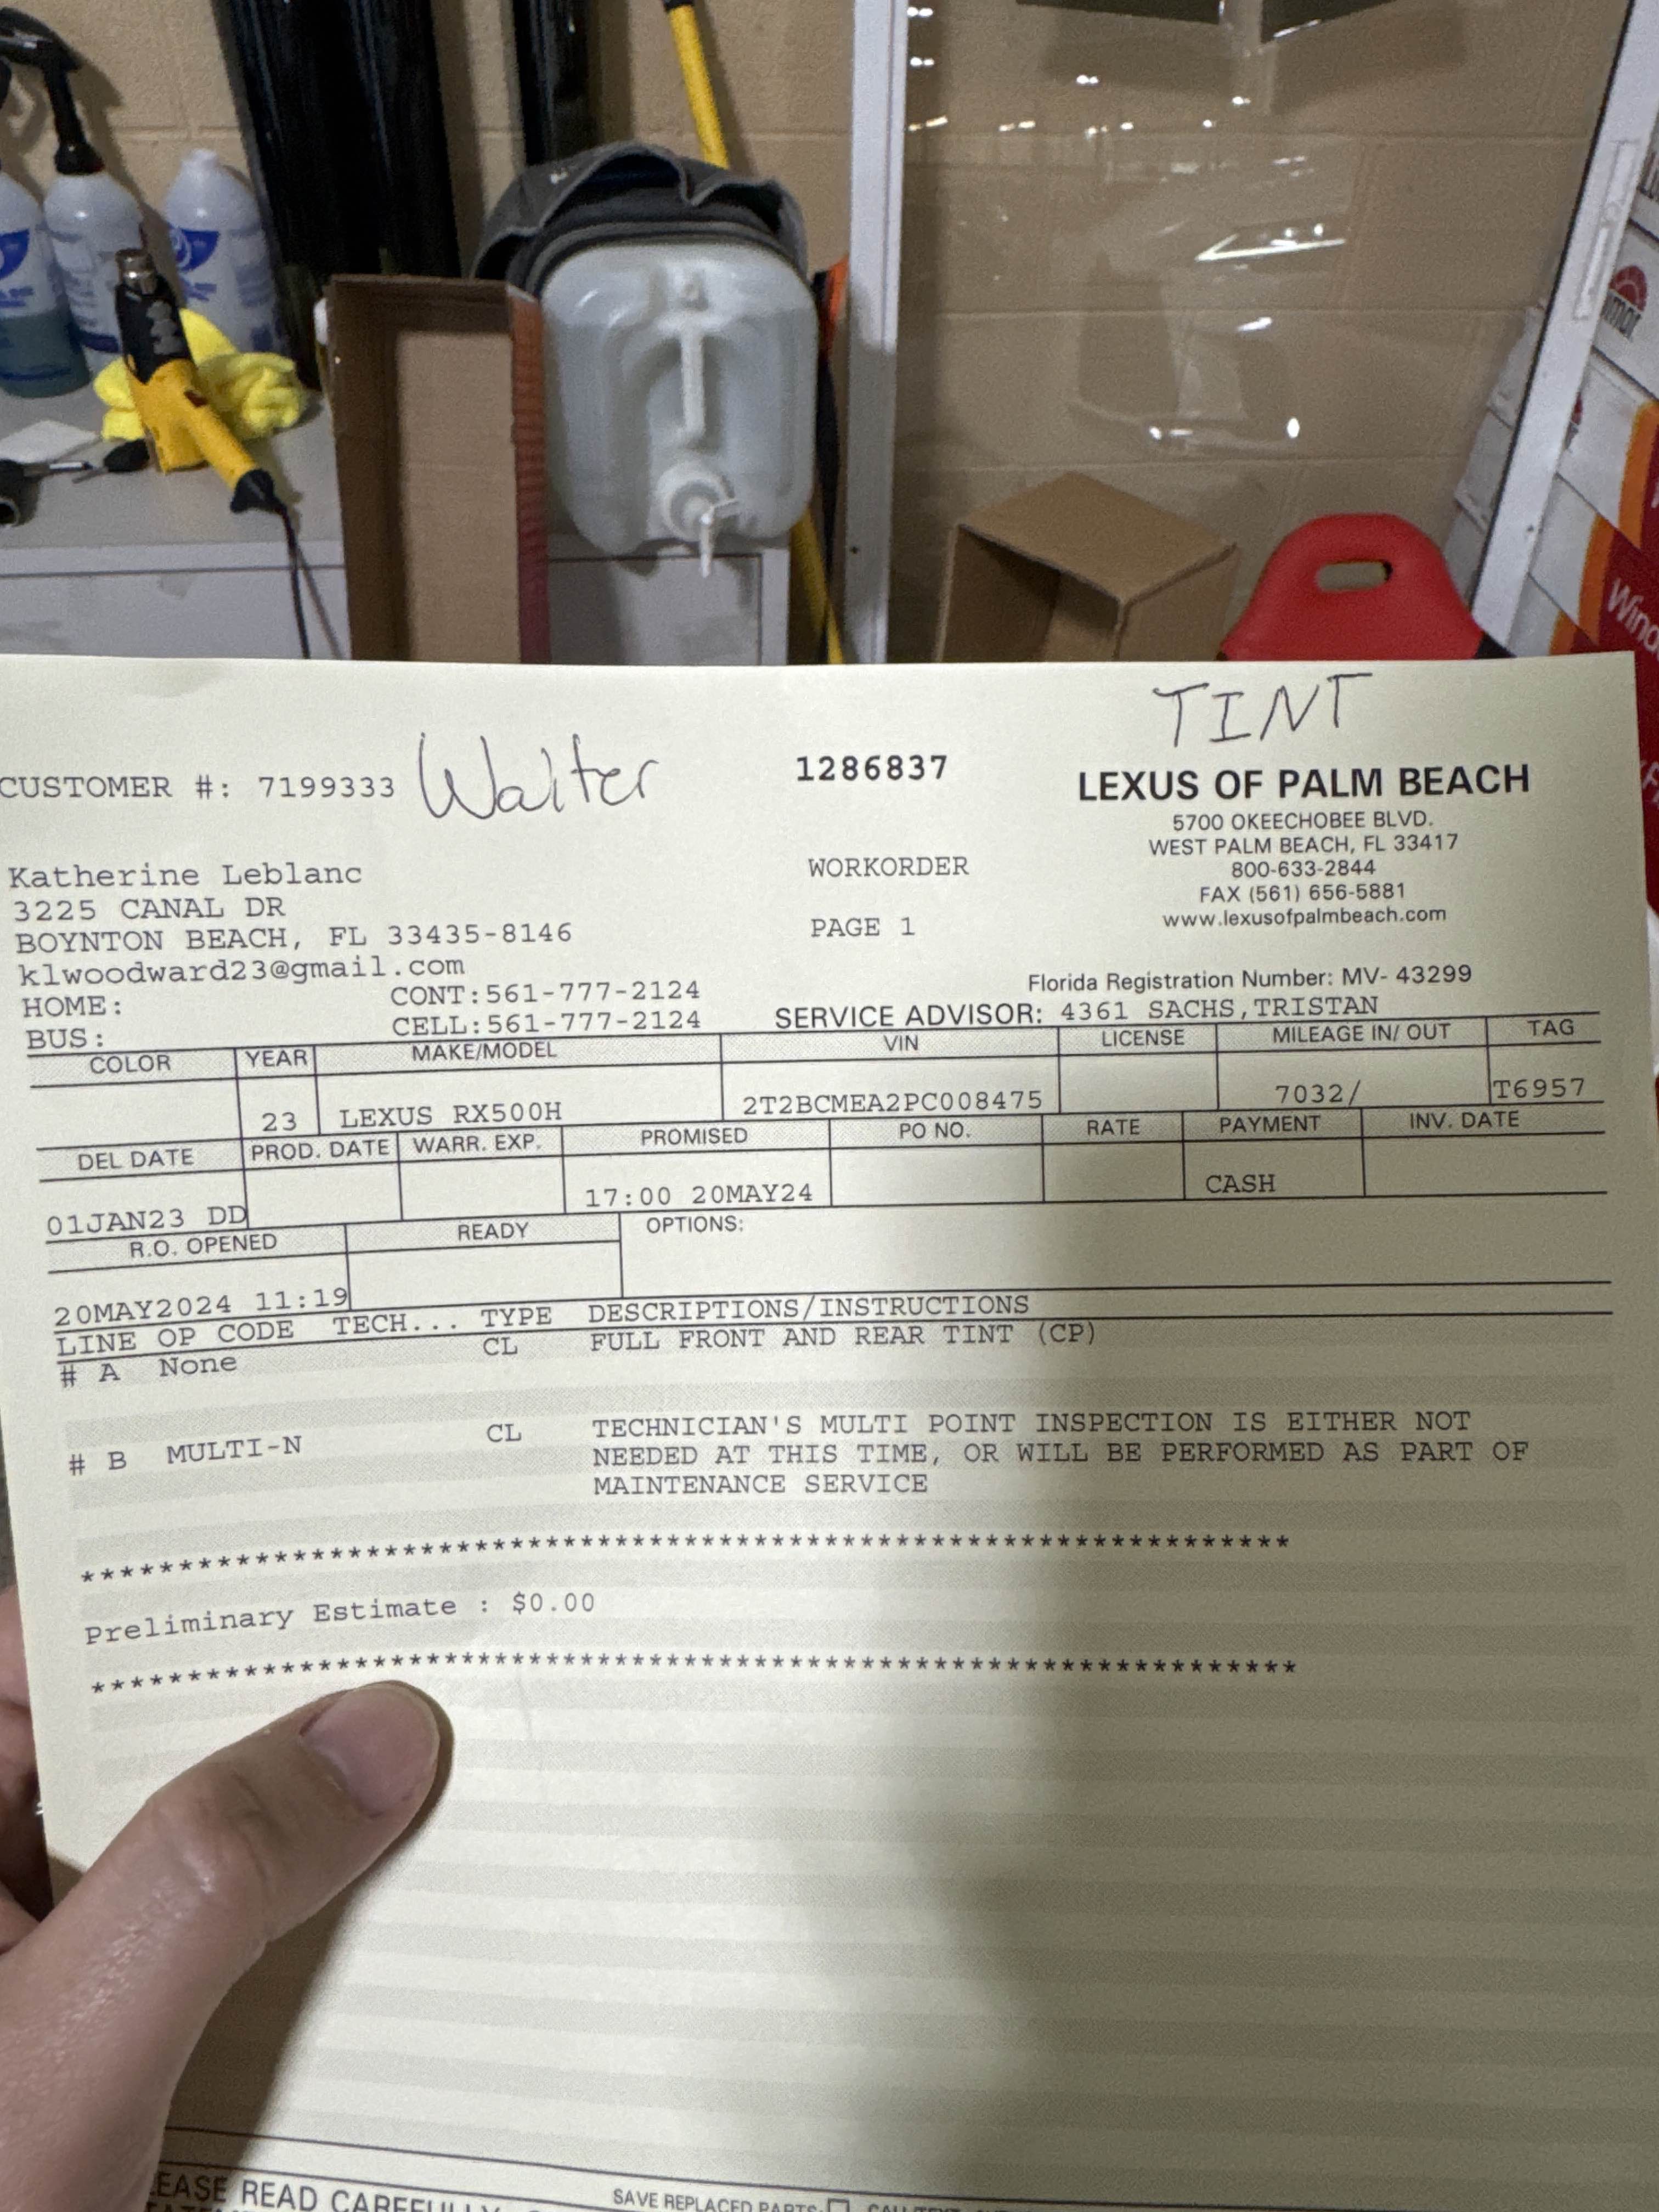 TINT
CUSTOMER #: 7199333 Walter 1286837 LEXUS OF PALM BEACH
5700 OKEECHOBEE BLVD.
WEST PALM BEACH, FL 33417
800-633-2844
FAX (561) 656-5881
www.lexusofpalmbeach.com
Katherine Leblanc WORKORDER
3225 CANAL DR
BOYNTON BEACH, FL 33435-8146 PAGE 1
klwoodward23@gmail.com
HOME: CONT:561-777-2124 Florida Registration Number: MV- 43299
BUS: CELL:561-777-2124 SERVICE ADVISOR: 4361 SACHS,TRISTAN
COLOR YEAR MAKE/MODEL VIN LICENSE MILEAGE IN/ OUT TAG
23 LEXUS RX500H 2T2BCMEA2PC008475 7032/ T6957
DEL DATE PROD. DATE WARR. EXP. PROMISED PO NO. RATE PAYMENT INV. DATE
01JAN23 DD 17:00 20MAY24 CASH
R.O. OPENED READY OPTIONS:
20MAY2024 11:19
LINE OP CODE TECH... TYPE DESCRIPTIONS/INSTRUCTIONS
# A None CL FULL FRONT AND REAR TINT (CP)
# B MULTI-N CL TECHNICIAN'S MULTI POINT INSPECTION IS EITHER NOT
NEEDED AT THIS TIME, OR WILL BE PERFORMED AS PART OF
MAINTENANCE SERVICE
Preliminary Estimate : $0.00
READ CAREFULLY
SAVE REPLACED PARTS: